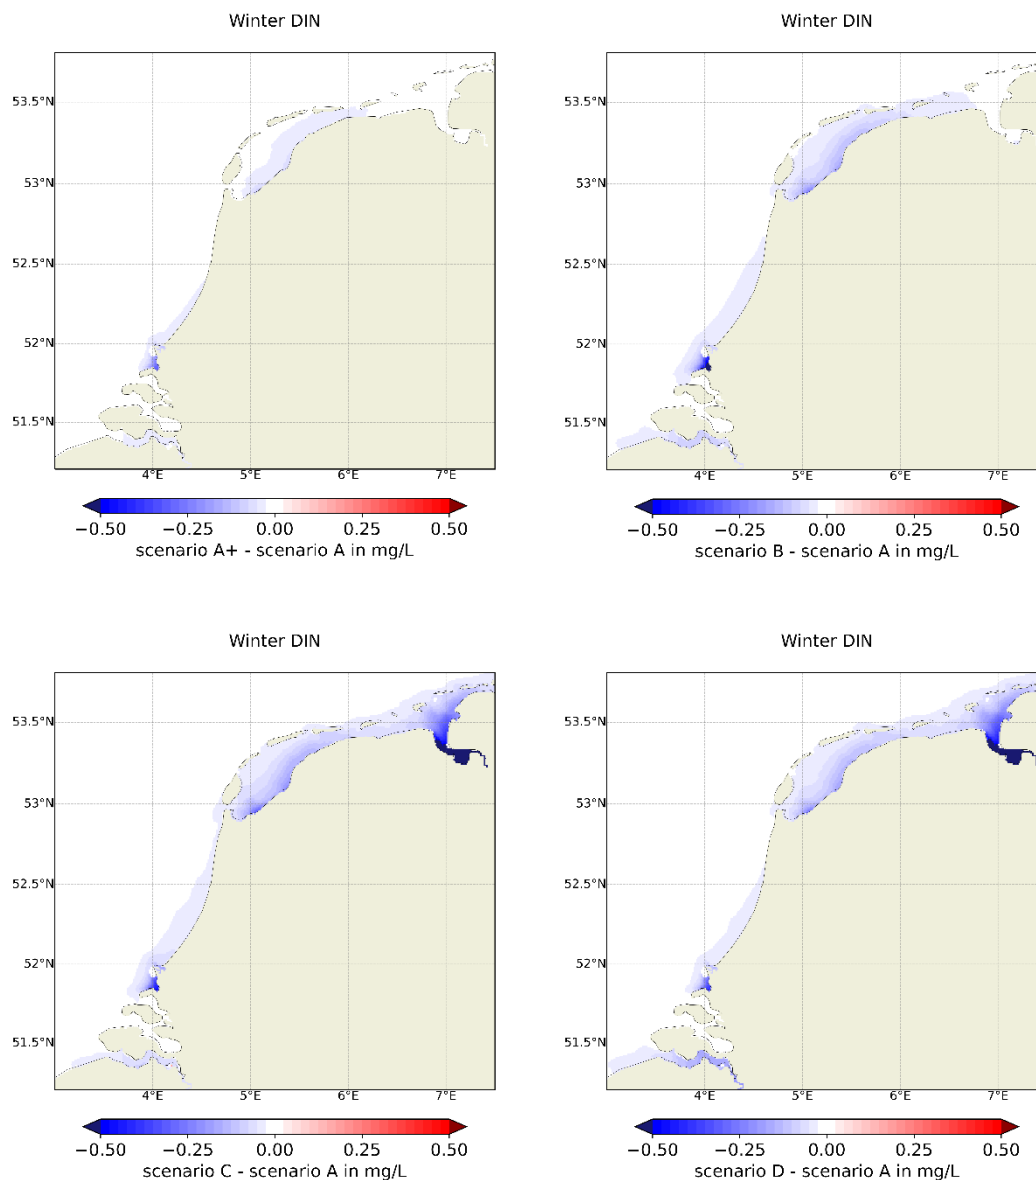 Winter DIN
53.5°N
53°N
52.5°N
52°N
51.5°N
4°E 5°E 6°E 7°E
−0.50 −0.25 0.00 0.25 0.50
scenario A+ - scenario A in mg/L
Winter DIN
53.5°N
53°N
52.5°N
52°N
51.5°N
4°E 5°E 6°E 7°E
−0.50 −0.25 0.00 0.25 0.50
scenario B - scenario A in mg/L
Winter DIN
53.5°N
53°N
52.5°N
52°N
51.5°N
4°E 5°E 6°E 7°E
−0.50 −0.25 0.00 0.25 0.50
scenario C - scenario A in mg/L
Winter DIN
53.5°N
53°N
52.5°N
52°N
51.5°N
4°E 5°E 6°E 7°E
−0.50 −0.25 0.00 0.25 0.50
scenario D - scenario A in mg/L